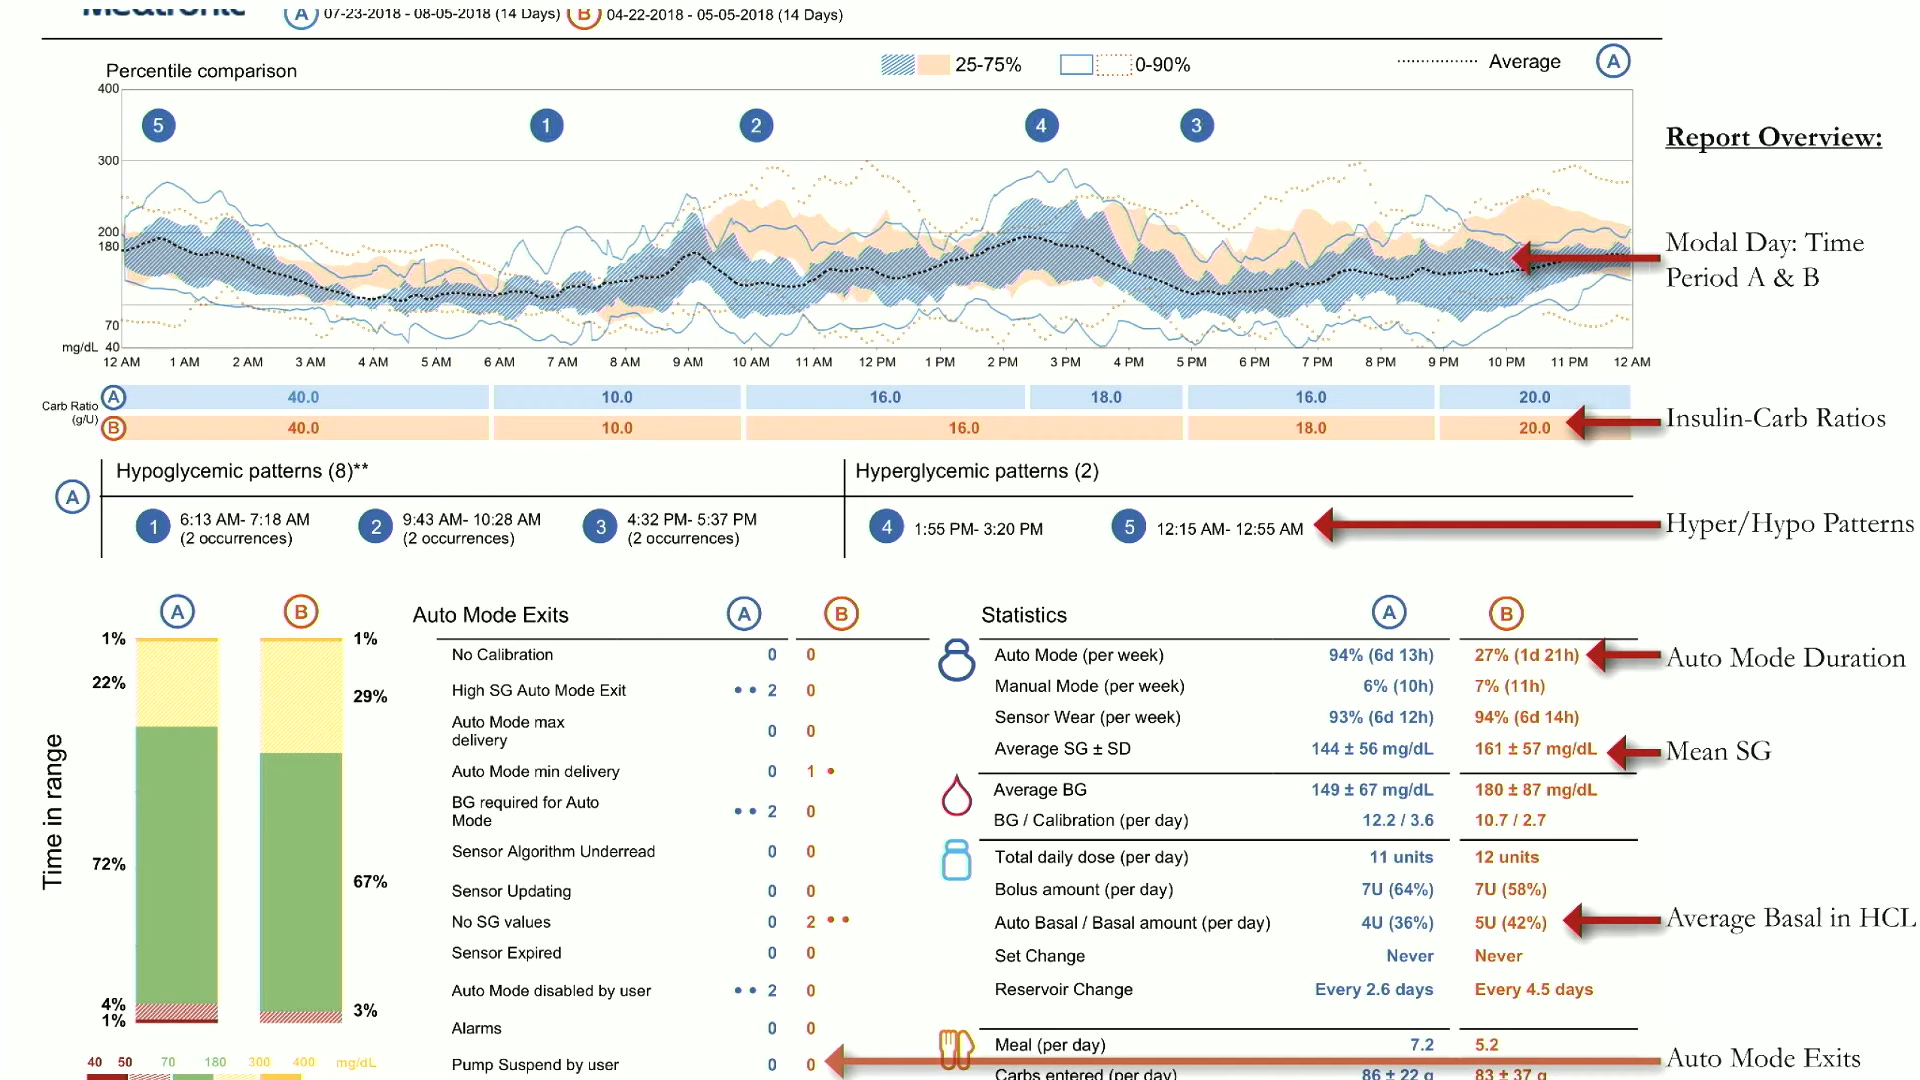 Medtronic A 07-23-2018 - 08-05-2018 (14 Days) B 04-22-2018 - 05-05-2018 (14 Days)
Percentile comparison 25-75% 0-90% Average A
400
5 1 2 4 3
300
200
180
70
mg/dL 40
12 AM 1 AM 2 AM 3 AM 4 AM 5 AM 6 AM 7 AM 8 AM 9 AM 10 AM 11 AM 12 PM 1 PM 2 PM 3 PM 4 PM 5 PM 6 PM 7 PM 8 PM 9 PM 10 PM 11 PM 12 AM
Carb Ratio
(g/U)
A 40.0 10.0 16.0 18.0 16.0 20.0
B 40.0 10.0 16.0 18.0 20.0
A
Hypoglycemic patterns (8)**
1 6:13 AM- 7:18 AM
(2 occurrences)
2 9:43 AM- 10:28 AM
(2 occurrences)
3 4:32 PM- 5:37 PM
(2 occurrences)
Hyperglycemic patterns (2)
4 1:55 PM- 3:20 PM
5 12:15 AM- 12:55 AM
Time in range
A B
1% 1%
22% 29%
72% 67%
4% 3%
1%
40 50 70 180 300 400 mg/dL
Auto Mode Exits A B
No Calibration 0 0
High SG Auto Mode Exit 2 0
Auto Mode max
delivery 0 0
Auto Mode min delivery 0 1
BG required for Auto
Mode 2 0
Sensor Algorithm Underread 0 0
Sensor Updating 0 0
No SG values 0 2
Sensor Expired 0 0
Auto Mode disabled by user 2 0
Alarms 0 0
Pump Suspend by user 0 0
Statistics A B
Auto Mode (per week) 94% (6d 13h) 27% (1d 21h)
Manual Mode (per week) 6% (10h) 7% (11h)
Sensor Wear (per week) 93% (6d 12h) 94% (6d 14h)
Average SG ± SD 144 ± 56 mg/dL 161 ± 57 mg/dL
Average BG 149 ± 67 mg/dL 180 ± 87 mg/dL
BG / Calibration (per day) 12.2 / 3.6 10.7 / 2.7
Total daily dose (per day) 11 units 12 units
Bolus amount (per day) 7U (64%) 7U (58%)
Auto Basal / Basal amount (per day) 4U (36%) 5U (42%)
Set Change Never Never
Reservoir Change Every 2.6 days Every 4.5 days
Meal (per day) 7.2 5.2
Carbs entered (per day) 86 ± 22 g 83 ± 37 g
Report Overview:
Modal Day: Time
Period A & B
Insulin-Carb Ratios
Hyper/Hypo Patterns
Auto Mode Duration
Mean SG
Average Basal in HCL
Auto Mode Exits